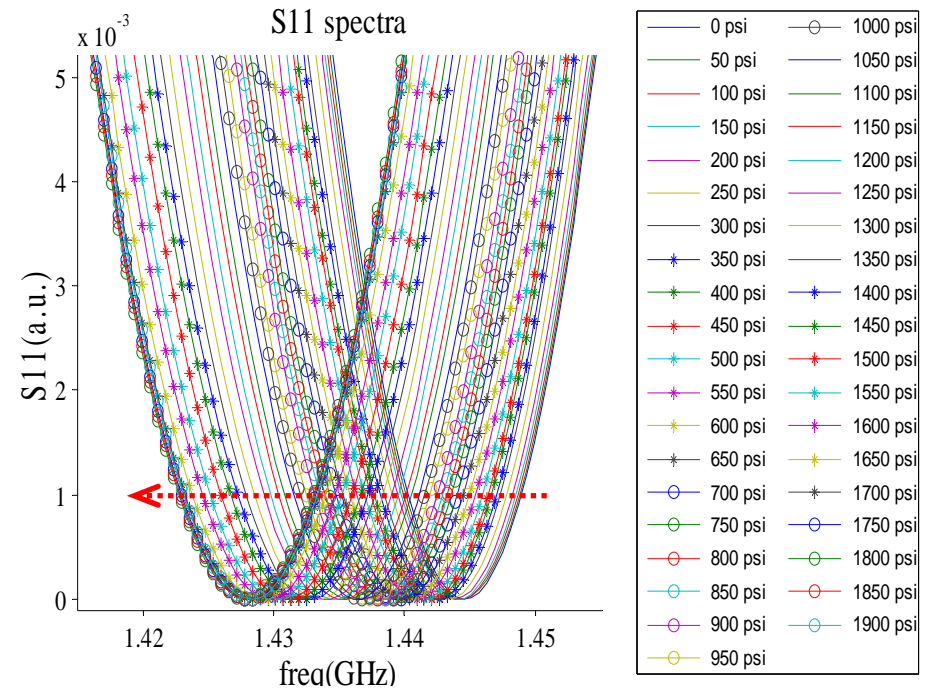 S11 spectra
x 10^-3
5
4
3
2
1
0
S11(a.u.)
1.42 1.43 1.44 1.45
freq(GHz)
0 psi
50 psi
100 psi
150 psi
200 psi
250 psi
300 psi
350 psi
400 psi
450 psi
500 psi
550 psi
600 psi
650 psi
700 psi
750 psi
800 psi
850 psi
900 psi
950 psi
1000 psi
1050 psi
1100 psi
1150 psi
1200 psi
1250 psi
1300 psi
1350 psi
1400 psi
1450 psi
1500 psi
1550 psi
1600 psi
1650 psi
1700 psi
1750 psi
1800 psi
1850 psi
1900 psi